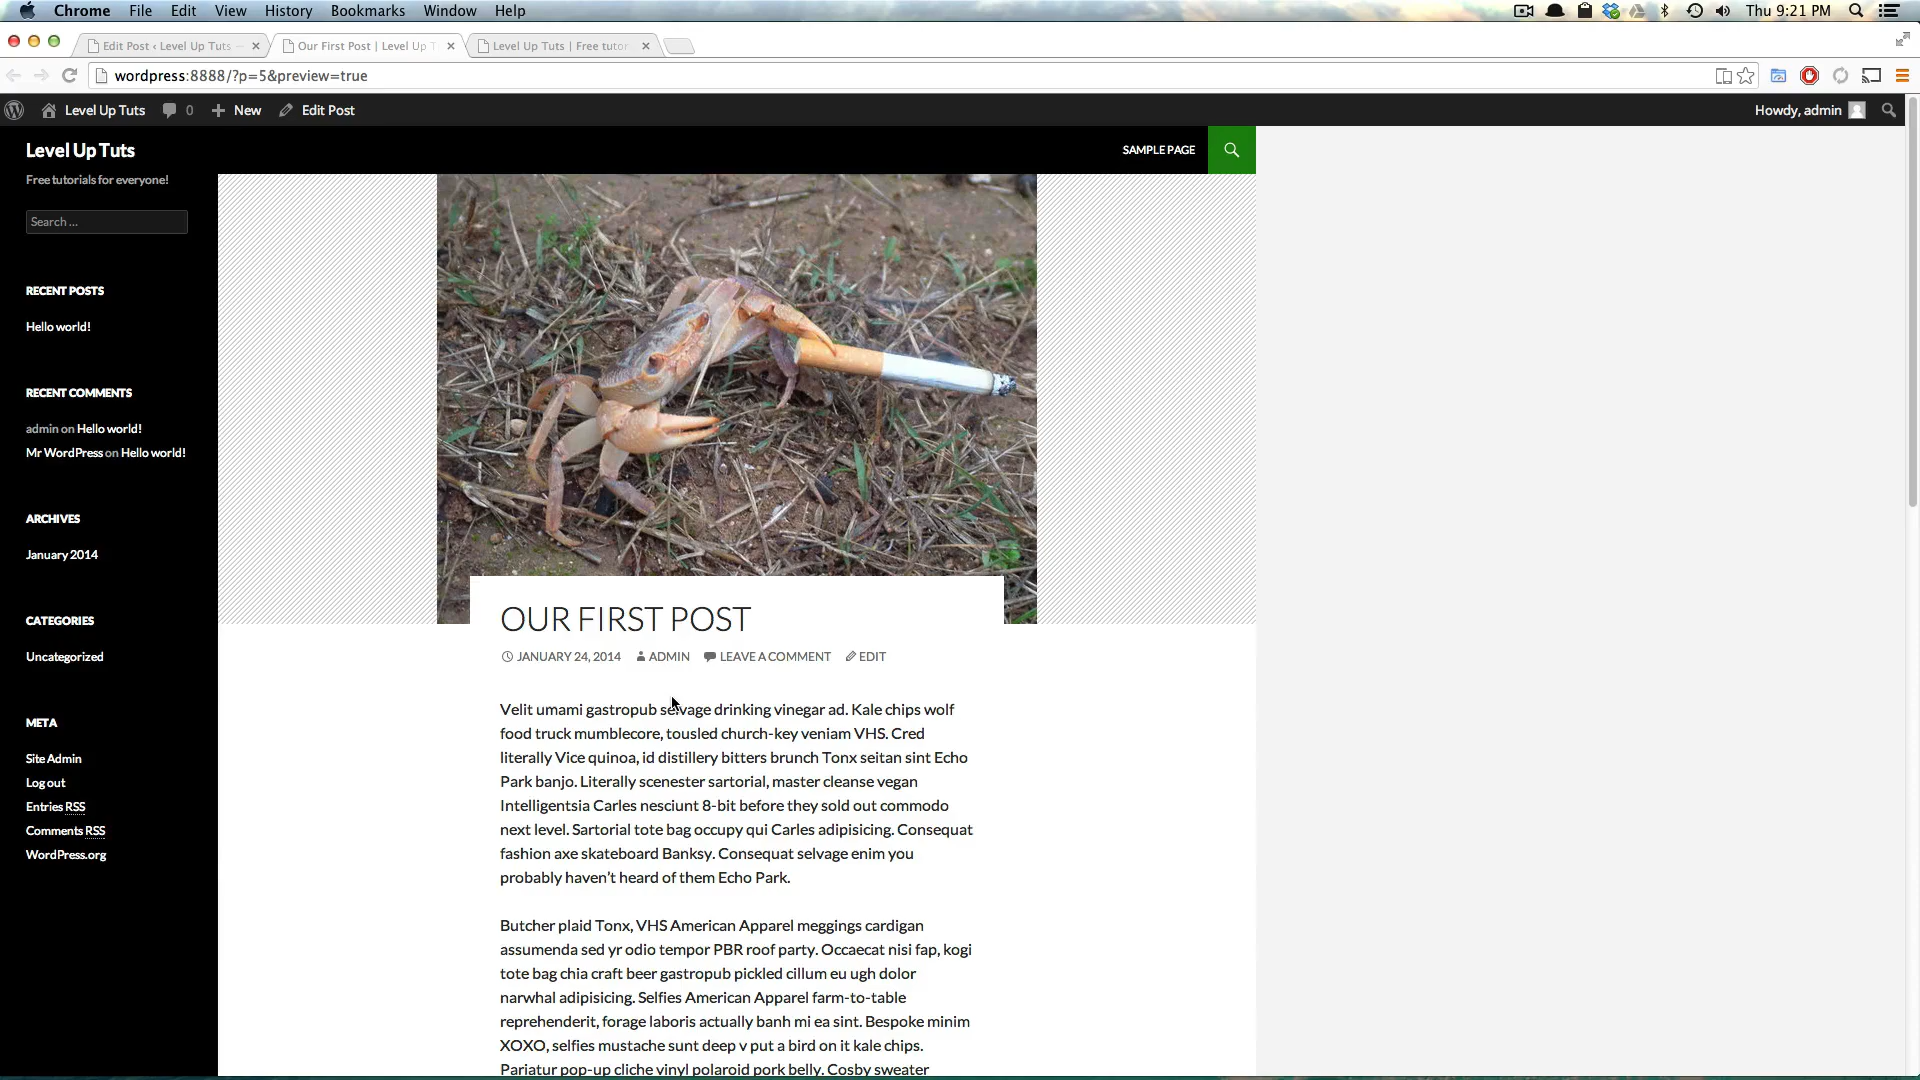 Chrome File Edit View History Bookmarks Window Help Thu 9:21 PM
Edit Post ‹ Level Up Tuts
Our First Post | Level Up T
Level Up Tuts | Free tutor
wordpress:8888/?p=5&preview=true
Level Up Tuts 0 New Edit Post Howdy, admin
Level Up Tuts
SAMPLE PAGE
Free tutorials for everyone!
Search ...
RECENT POSTS
Hello world!
RECENT COMMENTS
admin on Hello world!
Mr WordPress on Hello world!
ARCHIVES
January 2014
CATEGORIES
Uncategorized
META
Site Admin
Log out
Entries RSS
Comments RSS
WordPress.org
OUR FIRST POST
JANUARY 24, 2014 ADMIN LEAVE A COMMENT EDIT
Velit umami gastropub selvage drinking vinegar ad. Kale chips wolf
food truck mumblecore, tousled church-key veniam VHS. Cred
literally Vice quinoa, id distillery bitters brunch Tonx seitan sint Echo
Park banjo. Literally scenester sartorial, master cleanse vegan
Intelligentsia Carles nesciunt 8-bit before they sold out commodo
next level. Sartorial tote bag occupy qui Carles adipisicing. Consequat
fashion axe skateboard Banksy. Consequat selvage enim you
probably haven't heard of them Echo Park.
Butcher plaid Tonx, VHS American Apparel meggings cardigan
assumenda sed yr odio tempor PBR roof party. Occaecat nisi fap, kogi
tote bag chia craft beer gastropub pickled cillum eu ugh dolor
narwhal adipisicing. Selfies American Apparel farm-to-table
reprehenderit, forage laboris actually banh mi ea sint. Bespoke minim
XOXO, selfies mustache sunt deep v put a bird on it kale chips.
Pariatur pop-up cliche vinyl polaroid pork belly. Cosby sweater